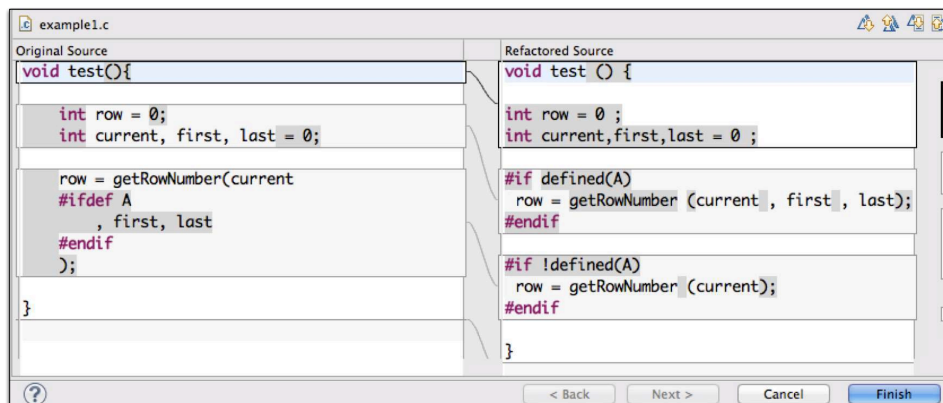 example1.c
Original Source
void test(){
int row = 0;
int current, first, last = 0;
row = getRowNumber(current
#ifdef A
, first, last
#endif
);
}
Refactored Source
void test () {
int row = 0 ;
int current,first,last = 0 ;
#if defined(A)
row = getRowNumber (current , first , last);
#endif
#if !defined(A)
row = getRowNumber (current);
#endif
}
?
< Back
Next >
Cancel
Finish